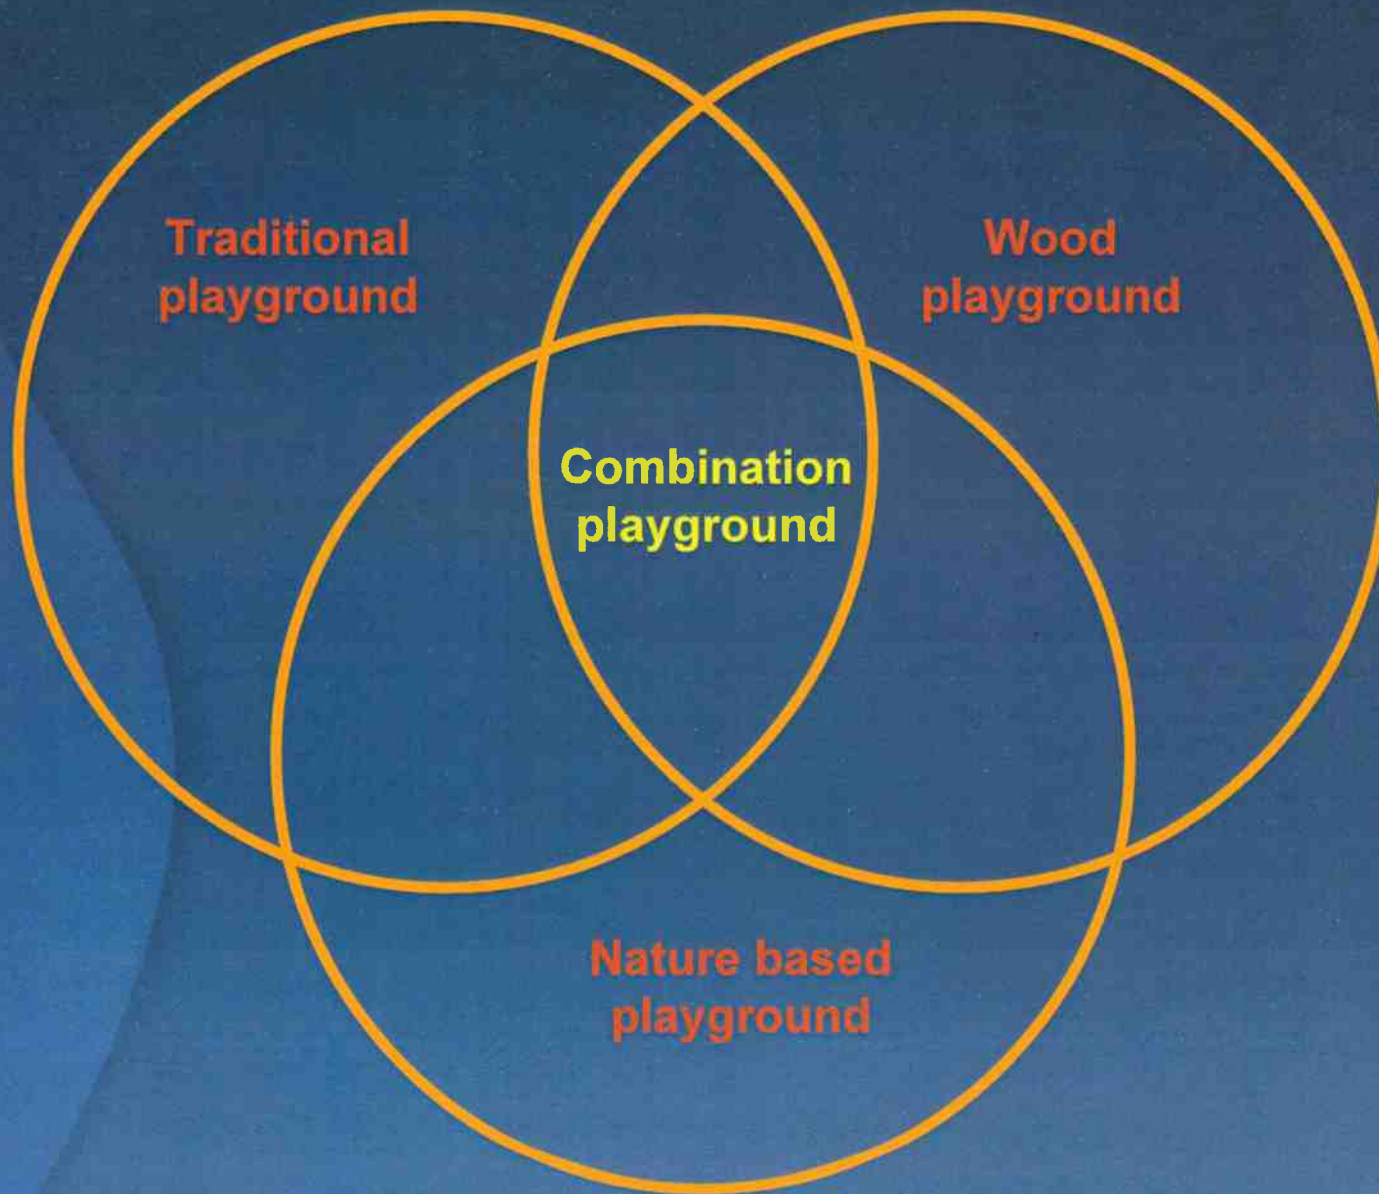 Traditional
playground
Wood
playground
Combination
playground
Nature based
playground